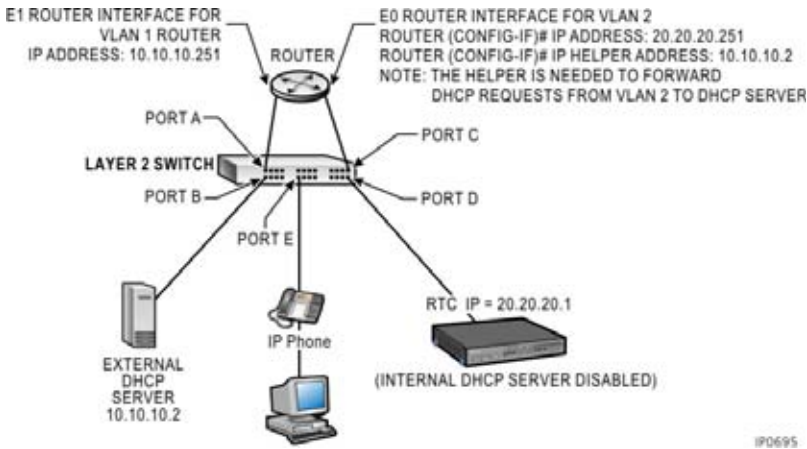 E1 ROUTER INTERFACE FOR
VLAN 1 ROUTER
IP ADDRESS: 10.10.10.251
ROUTER
E0 ROUTER INTERFACE FOR VLAN 2
ROUTER (CONFIG-IF)# IP ADDRESS: 20.20.20.251
ROUTER (CONFIG-IF)# IP HELPER ADDRESS: 10.10.10.2
NOTE: THE HELPER IS NEEDED TO FORWARD
DHCP REQUESTS FROM VLAN 2 TO DHCP SERVER
PORT A
PORT C
LAYER 2 SWITCH
PORT B
PORT D
PORT E
RTC IP = 20.20.20.1
IP Phone
EXTERNAL
DHCP
SERVER
10.10.10.2
(INTERNAL DHCP SERVER DISABLED)
IP0695